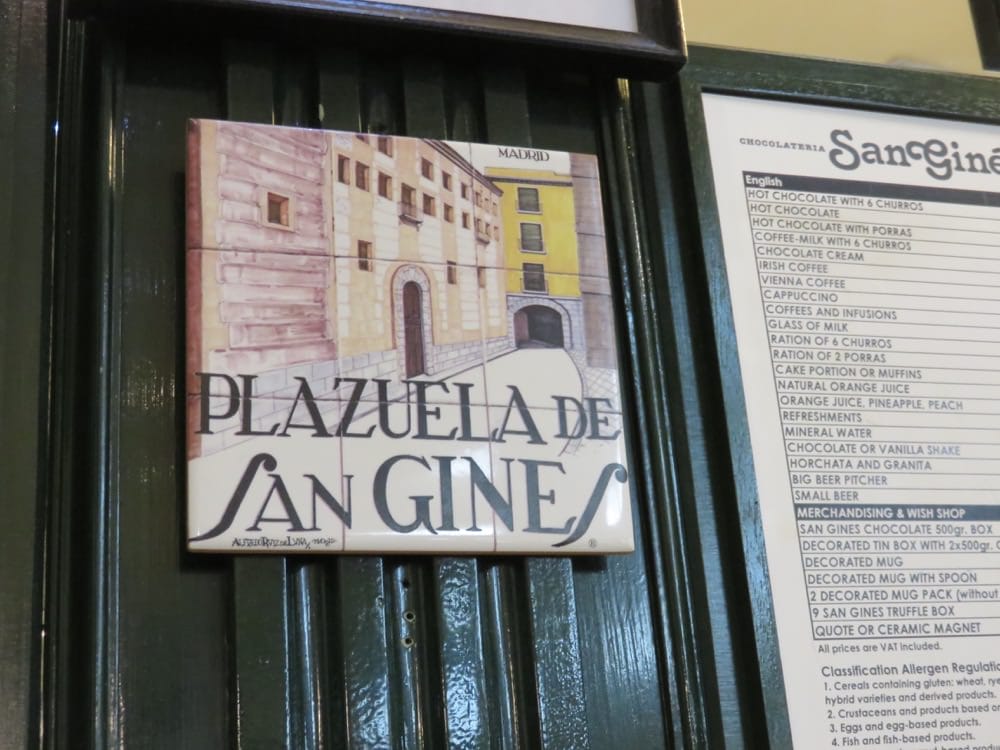 MADRID
PLAZUELA DE
SAN GINES
CHOCOLATERIA
English
HOT CHOCOLATE WITH 6 CHURROS
HOT CHOCOLATE
HOT CHOCOLATE WITH PORRAS
COFFEE-MILK WITH 6 CHURROS
CHOCOLATE CREAM
IRISH COFFEE
VIENNA COFFEE
CAPPUCCINO
COFFEES AND INFUSIONS
GLASS OF MILK
RATION OF 6 CHURROS
RATION OF 2 PORRAS
CAKE PORTION OR MUFFINS
NATURAL ORANGE JUICE
ORANGE JUICE, PINEAPPLE, PEACH
REFRESHMENTS
MINERAL WATER
CHOCOLATE OR VANILLA SHAKE
HORCHATA AND GRANITA
BIG BEER PITCHER
SMALL BEER
MERCHANDISING & WISH SHOP
SAN GINES CHOCOLATE 500gr. BOX
DECORATED TIN BOX WITH 2x500gr.
DECORATED MUG
DECORATED MUG WITH SPOON
2 DECORATED MUG PACK (without
9 SAN GINES TRUFFLE BOX
QUOTE OR CERAMIC MAGNET
All prices are VAT included.
Classification Allergen
1. Cereals containing gluten: wheat,
hybrid varieties and derived products.
2. Crustaceans and products based
3. Eggs and egg-based products.
4. Fish and fish-based products.